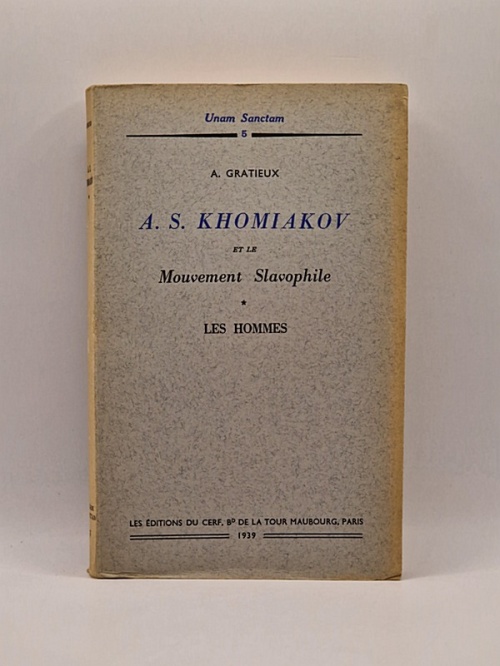 Unam Sanctam
5
A. GRATIEUX
A. S. KHOMIAKOV
ET LE
Mouvement Slavophile
*
LES HOMMES
LES ÉDITIONS DU CERF, Bᴰ DE LA TOUR MAUBOURG, PARIS
1939